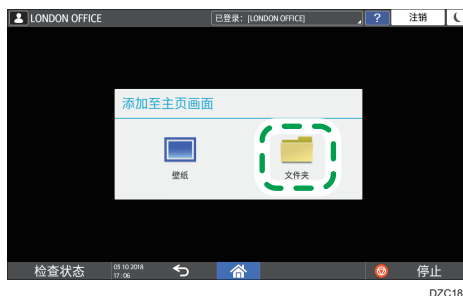 LONDON OFFICE
已登录： [LONDON OFFICE]
?
注销
添加至主页画面
壁纸
文件夹
检查状态
03 10 2018
17 : 06
停止
DZC18